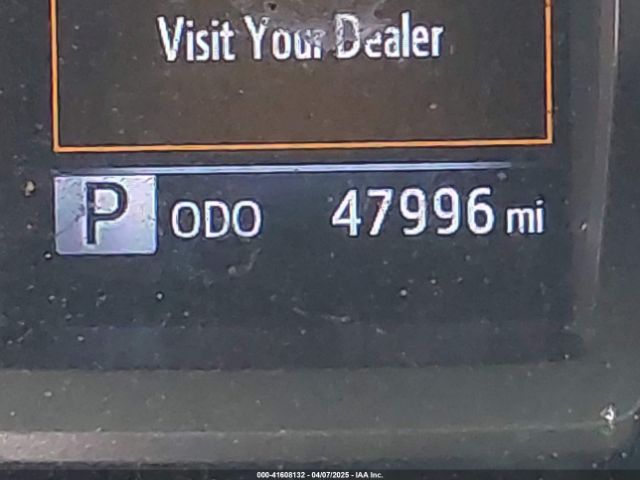 Visit Your Dealer
P ODO 47996 mi
000-41608132 - 04/07/2025 - IAA Inc.